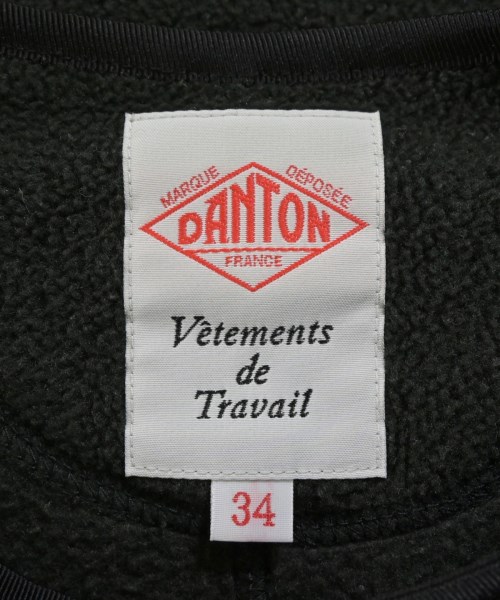 MARQUE DÉPOSÉE
DANTON
FRANCE
Vêtements
de
Travail
34